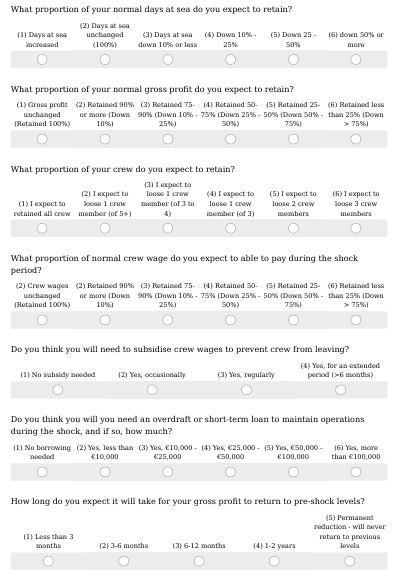 What proportion of your normal days at sea do you expect to retain?
(1) Days at sea increased
(2) Days at sea unchanged (100%)
(3) Days at sea down 10% or less
(4) Down 10% - 25%
(5) Down 25 - 50%
(6) down 50% or more
What proportion of your normal gross profit do you expect to retain?
(1) Gross profit unchanged (Retained 100%)
(2) Retained 90% or more (Down 10%)
(3) Retained 75-90% (Down 10% - 25%)
(4) Retained 50-75% (Down 25% - 50%)
(5) Retained 25-50% (Down 50% - 75%)
(6) Retained less than 25% (Down > 75%)
What proportion of your crew do you expect to retain?
(1) I expect to retained all crew
(2) I expect to loose 1 crew member (of 5+)
(3) I expect to loose 1 crew member (of 3 to 4)
(4) I expect to loose 1 crew member (of 3)
(5) I expect to loose 2 crew members
(6) I expect to loose 3 crew members
What proportion of normal crew wage do you expect to able to pay during the shock
period?
(2) Crew wages unchanged (Retained 100%)
(2) Retained 90% or more (Down 10%)
(3) Retained 75-90% (Down 10% - 25%)
(4) Retained 50-75% (Down 25% - 50%)
(5) Retained 25-50% (Down 50% - 75%)
(6) Retained less than 25% (Down > 75%)
Do you think you will need to subsidise crew wages to prevent crew from leaving?
(1) No subsidy needed
(2) Yes, occasionally
(3) Yes, regularly
(4) Yes, for an extended period (>6 months)
Do you think you will you need an overdraft or short-term loan to maintain operations
during the shock, and if so, how much?
(1) No borrowing needed
(2) Yes, less than €10,000
(3) Yes, €10,000 - €25,000
(4) Yes, €25,000 - €50,000
(5) Yes, €50,000 - €100,000
(6) Yes, more than €100,000
How long do you expect it will take for your gross profit to return to pre-shock levels?
(1) Less than 3 months
(2) 3-6 months
(3) 6-12 months
(4) 1-2 years
(5) Permanent reduction - will never return to previous levels